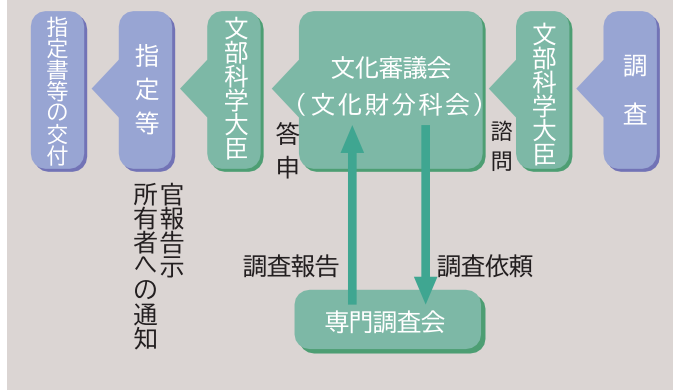 調査
文部科学大臣
諮問
文化審議会
（文化財分科会）
答申
文部科学大臣
指定等
官報告示
所有者への通知
指定書等の交付
調査報告
調査依頼
専門調査会